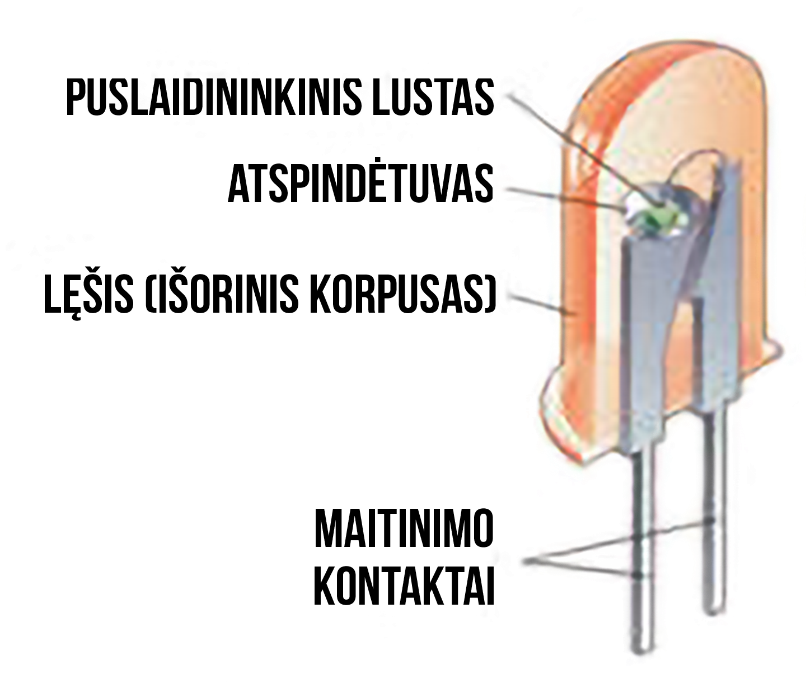 PUSLAIDININKINIS LUSTAS
ATSPINDĖTUVAS
LĘŠIS (IŠORINIS KORPUSAS)
MAITINIMO
KONTAKTAI